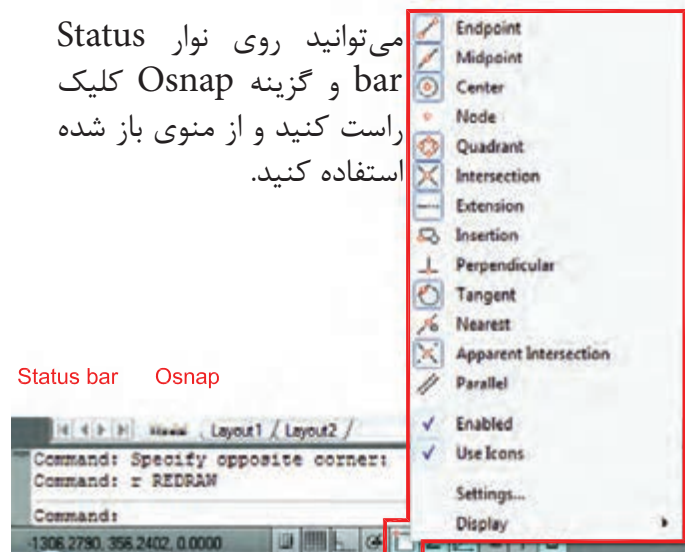 می‌توانید روی نوار Status
bar و گزینه Osnap کلیک
راست کنید و از منوی باز شده
استفاده کنید.
Endpoint
Midpoint
Center
Node
Quadrant
Intersection
Extension
Insertion
Perpendicular
Tangent
Nearest
Apparent Intersection
Parallel
Enabled
Use Icons
Settings...
Display
Status bar Osnap
Model Layout1 / Layout2 /
Command: Specify opposite corner:
Command: r REDRAW
Command:
-1306.2790, 356.2402, 0.0000